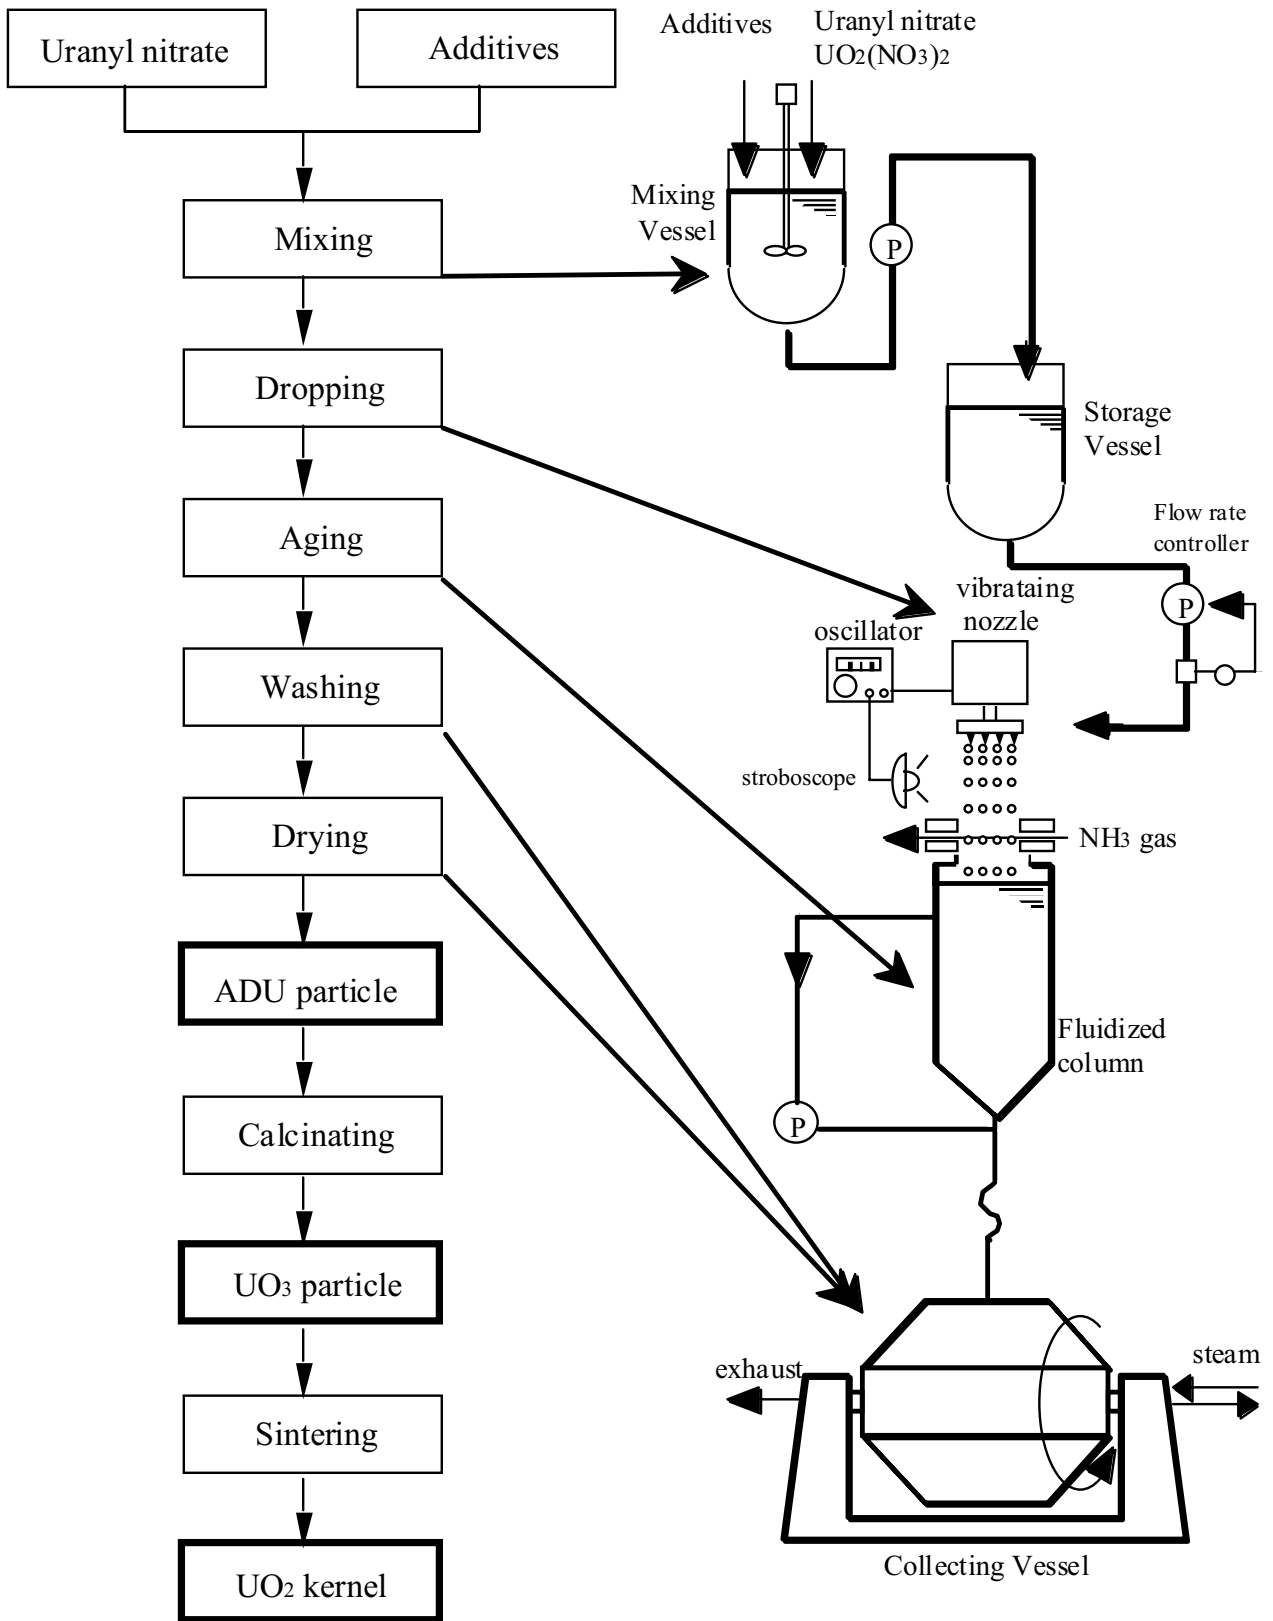 Uranyl nitrate
Additives
Mixing
Dropping
Aging
Washing
Drying
ADU particle
Calcinating
UO3 particle
Sintering
UO2 kernel
Additives
Uranyl nitrate
UO2(NO3)2
Mixing
Vessel
P
Storage
Vessel
Flow rate
controller
P
vibrataing
nozzle
oscillator
stroboscope
NH3 gas
Fluidized
column
P
exhaust
steam
Collecting Vessel